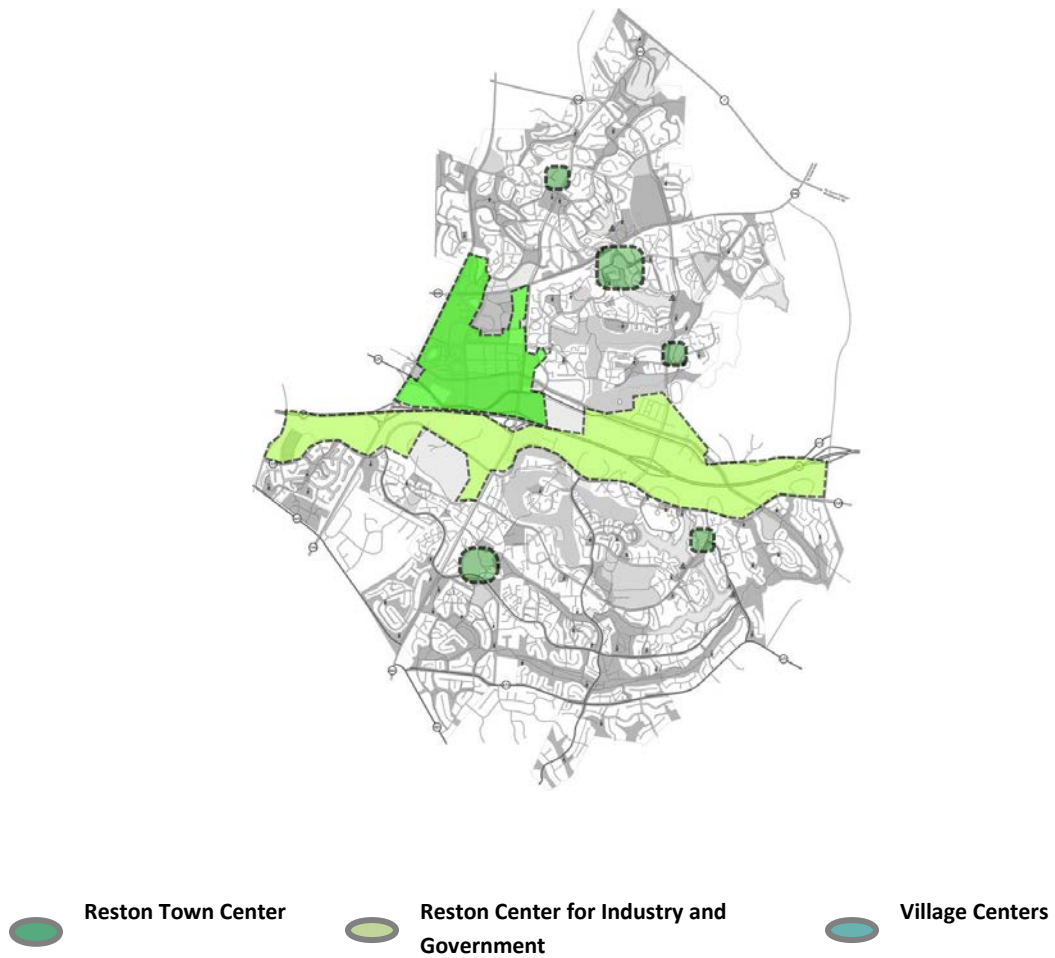 Reston Town Center
Reston Center for Industry and
Government
Village Centers